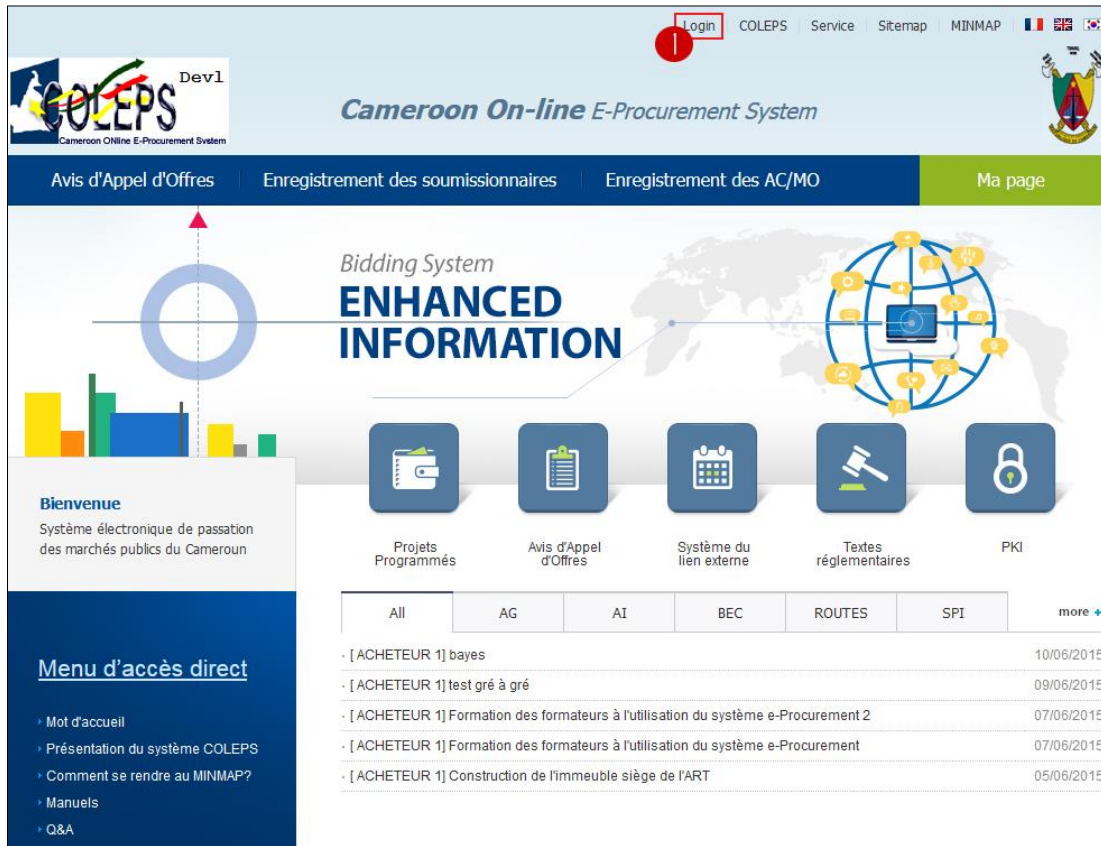 Login COLEPS Service Sitemap MINMAP
1
COLEPS Devl
Cameroon ONline E-Procurement System
Cameroon On-line E-Procurement System
Avis d'Appel d'Offres Enregistrement des soumissionnaires Enregistrement des AC/MO Ma page
Bidding System
ENHANCED
INFORMATION
Bienvenue
Système électronique de passation
des marchés publics du Cameroun
Projets
Programmés
Avis d'Appel
d'Offres
Système du
lien externe
Textes
réglementaires
PKI
All AG AI BEC ROUTES SPI more +
[ ACHETEUR 1] bayes 10/06/2015
[ ACHETEUR 1] test gré à gré 09/06/2015
[ ACHETEUR 1] Formation des formateurs à l'utilisation du système e-Procurement 2 07/06/2015
[ ACHETEUR 1] Formation des formateurs à l'utilisation du système e-Procurement 07/06/2015
[ ACHETEUR 1] Construction de l'immeuble siège de l'ART 05/06/2015
Menu d'accès direct
Mot d'accueil
Présentation du système COLEPS
Comment se rendre au MINMAP?
Manuels
Q&A